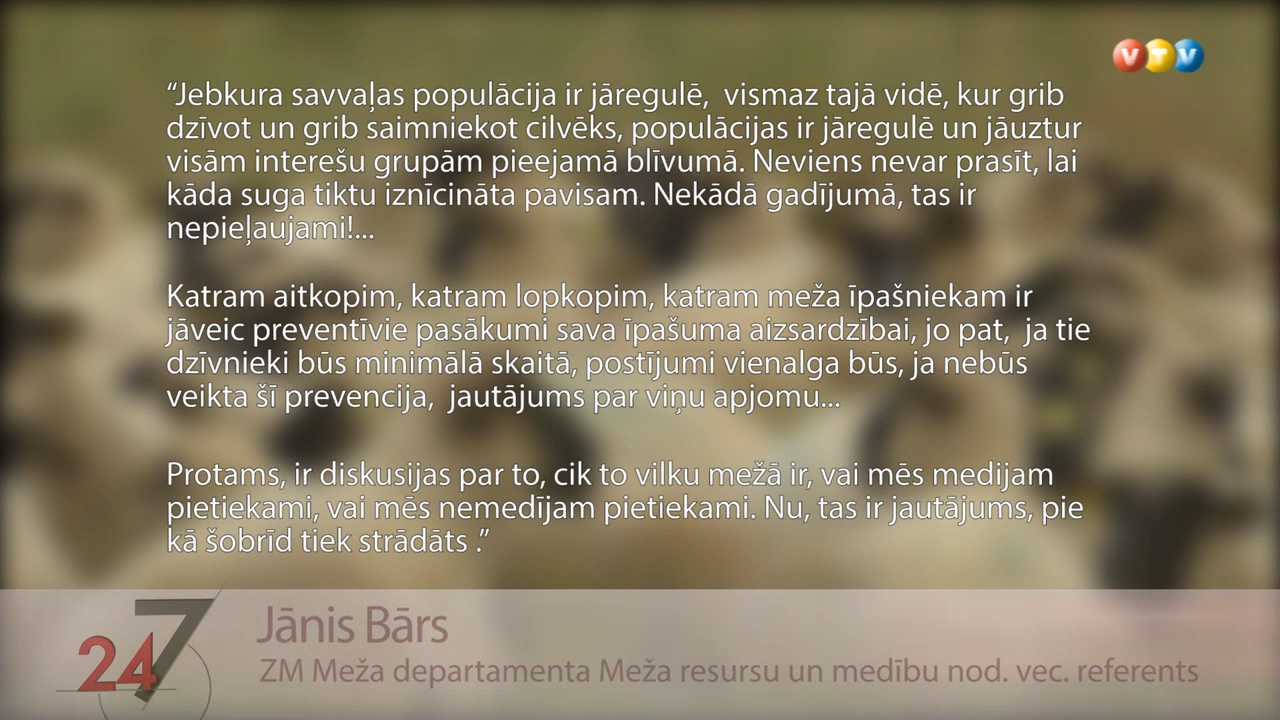 VTV
“Jebkura savvaļas populācija ir jāregulē, vismaz tajā vidē, kur grib
dzīvot un grib saimniekot cilvēks, populācijas ir jāregulē un jāuztur
visām interešu grupām pieejamā blīvumā. Neviens nevar prasīt, lai
kāda suga tiktu iznīcināta pavisam. Nekādā gadījumā, tas ir
nepieļaujami!...
Katram aitkopim, katram lopkopim, katram meža īpašniekam ir
jāveic preventīvie pasākumi sava īpašuma aizsardzībai, jo pat, ja tie
dzīvnieki būs minimālā skaitā, postījumi vienalga būs, ja nebūs
veikta šī prevencija, jautājums par viņu apjomu...
Protams, ir diskusijas par to, cik to vilku mežā ir, vai mēs medijam
pietiekami, vai mēs nemedījam pietiekami. Nu, tas ir jautājums, pie
kā šobrīd tiek strādāts .”
24 7
Jānis Bārs
ZM Meža departamenta Meža resursu un medību nod. vec. referents